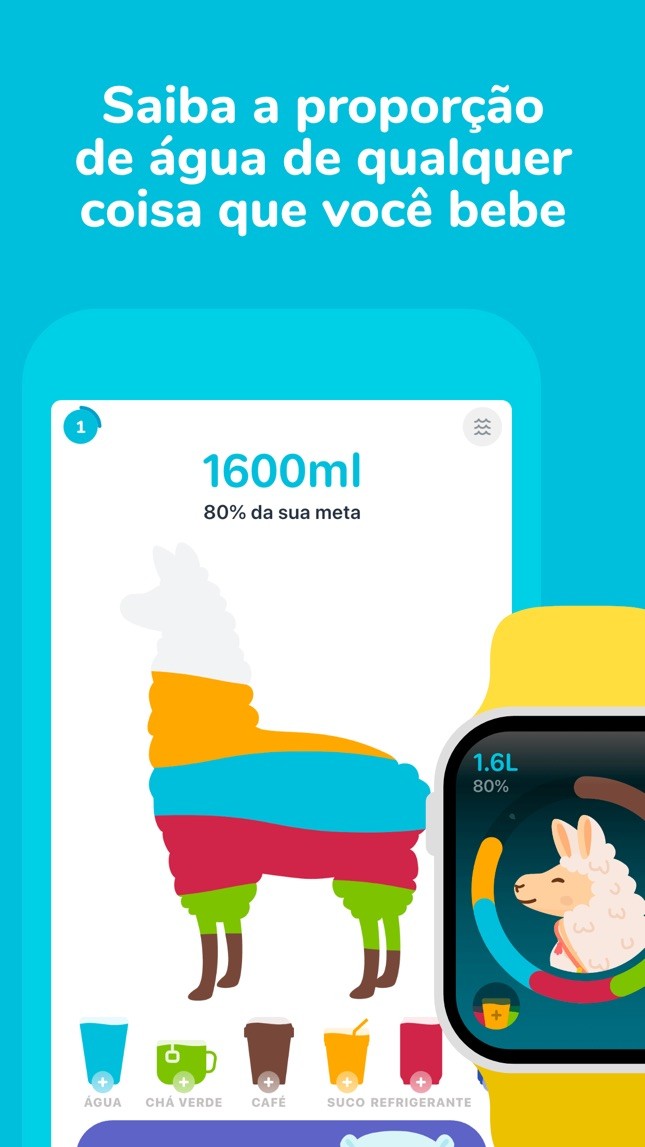 Saiba a proporção
de água de qualquer
coisa que você bebe
1
1600ml
80% da sua meta
1.6L
80%
ÁGUA
CHÁ VERDE
CAFÉ
SUCO
REFRIGERANTE